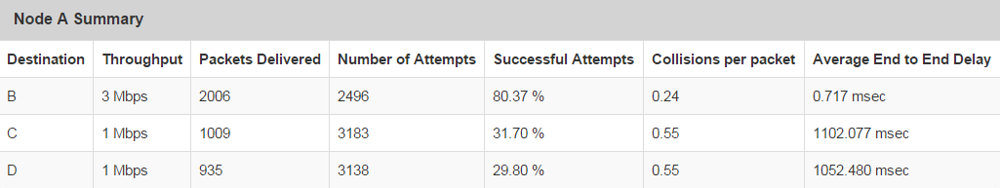 Node A Summary
Destination Throughput Packets Delivered Number of Attempts Successful Attempts Collisions per packet Average End to End Delay
B 3 Mbps 2006 2496 80.37 % 0.24 0.717 msec
C 1 Mbps 1009 3183 31.70 % 0.55 1102.077 msec
D 1 Mbps 935 3138 29.80 % 0.55 1052.480 msec